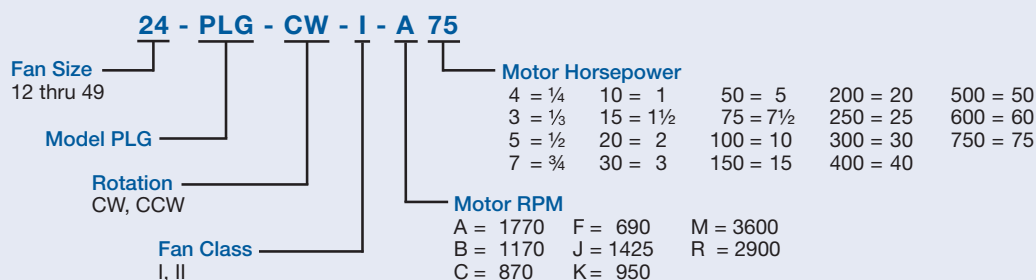 24 - PLG - CW - I - A 75
Fan Size
12 thru 49
Model PLG
Rotation
CW, CCW
Fan Class
I, II
Motor Horsepower
4 = ¼ 10 = 1 50 = 5 200 = 20 500 = 50
3 = ⅓ 15 = 1½ 75 = 7½ 250 = 25 600 = 60
5 = ½ 20 = 2 100 = 10 300 = 30 750 = 75
7 = ¾ 30 = 3 150 = 15 400 = 40
Motor RPM
A = 1770 F = 690 M = 3600
B = 1170 J = 1425 R = 2900
C = 870 K = 950